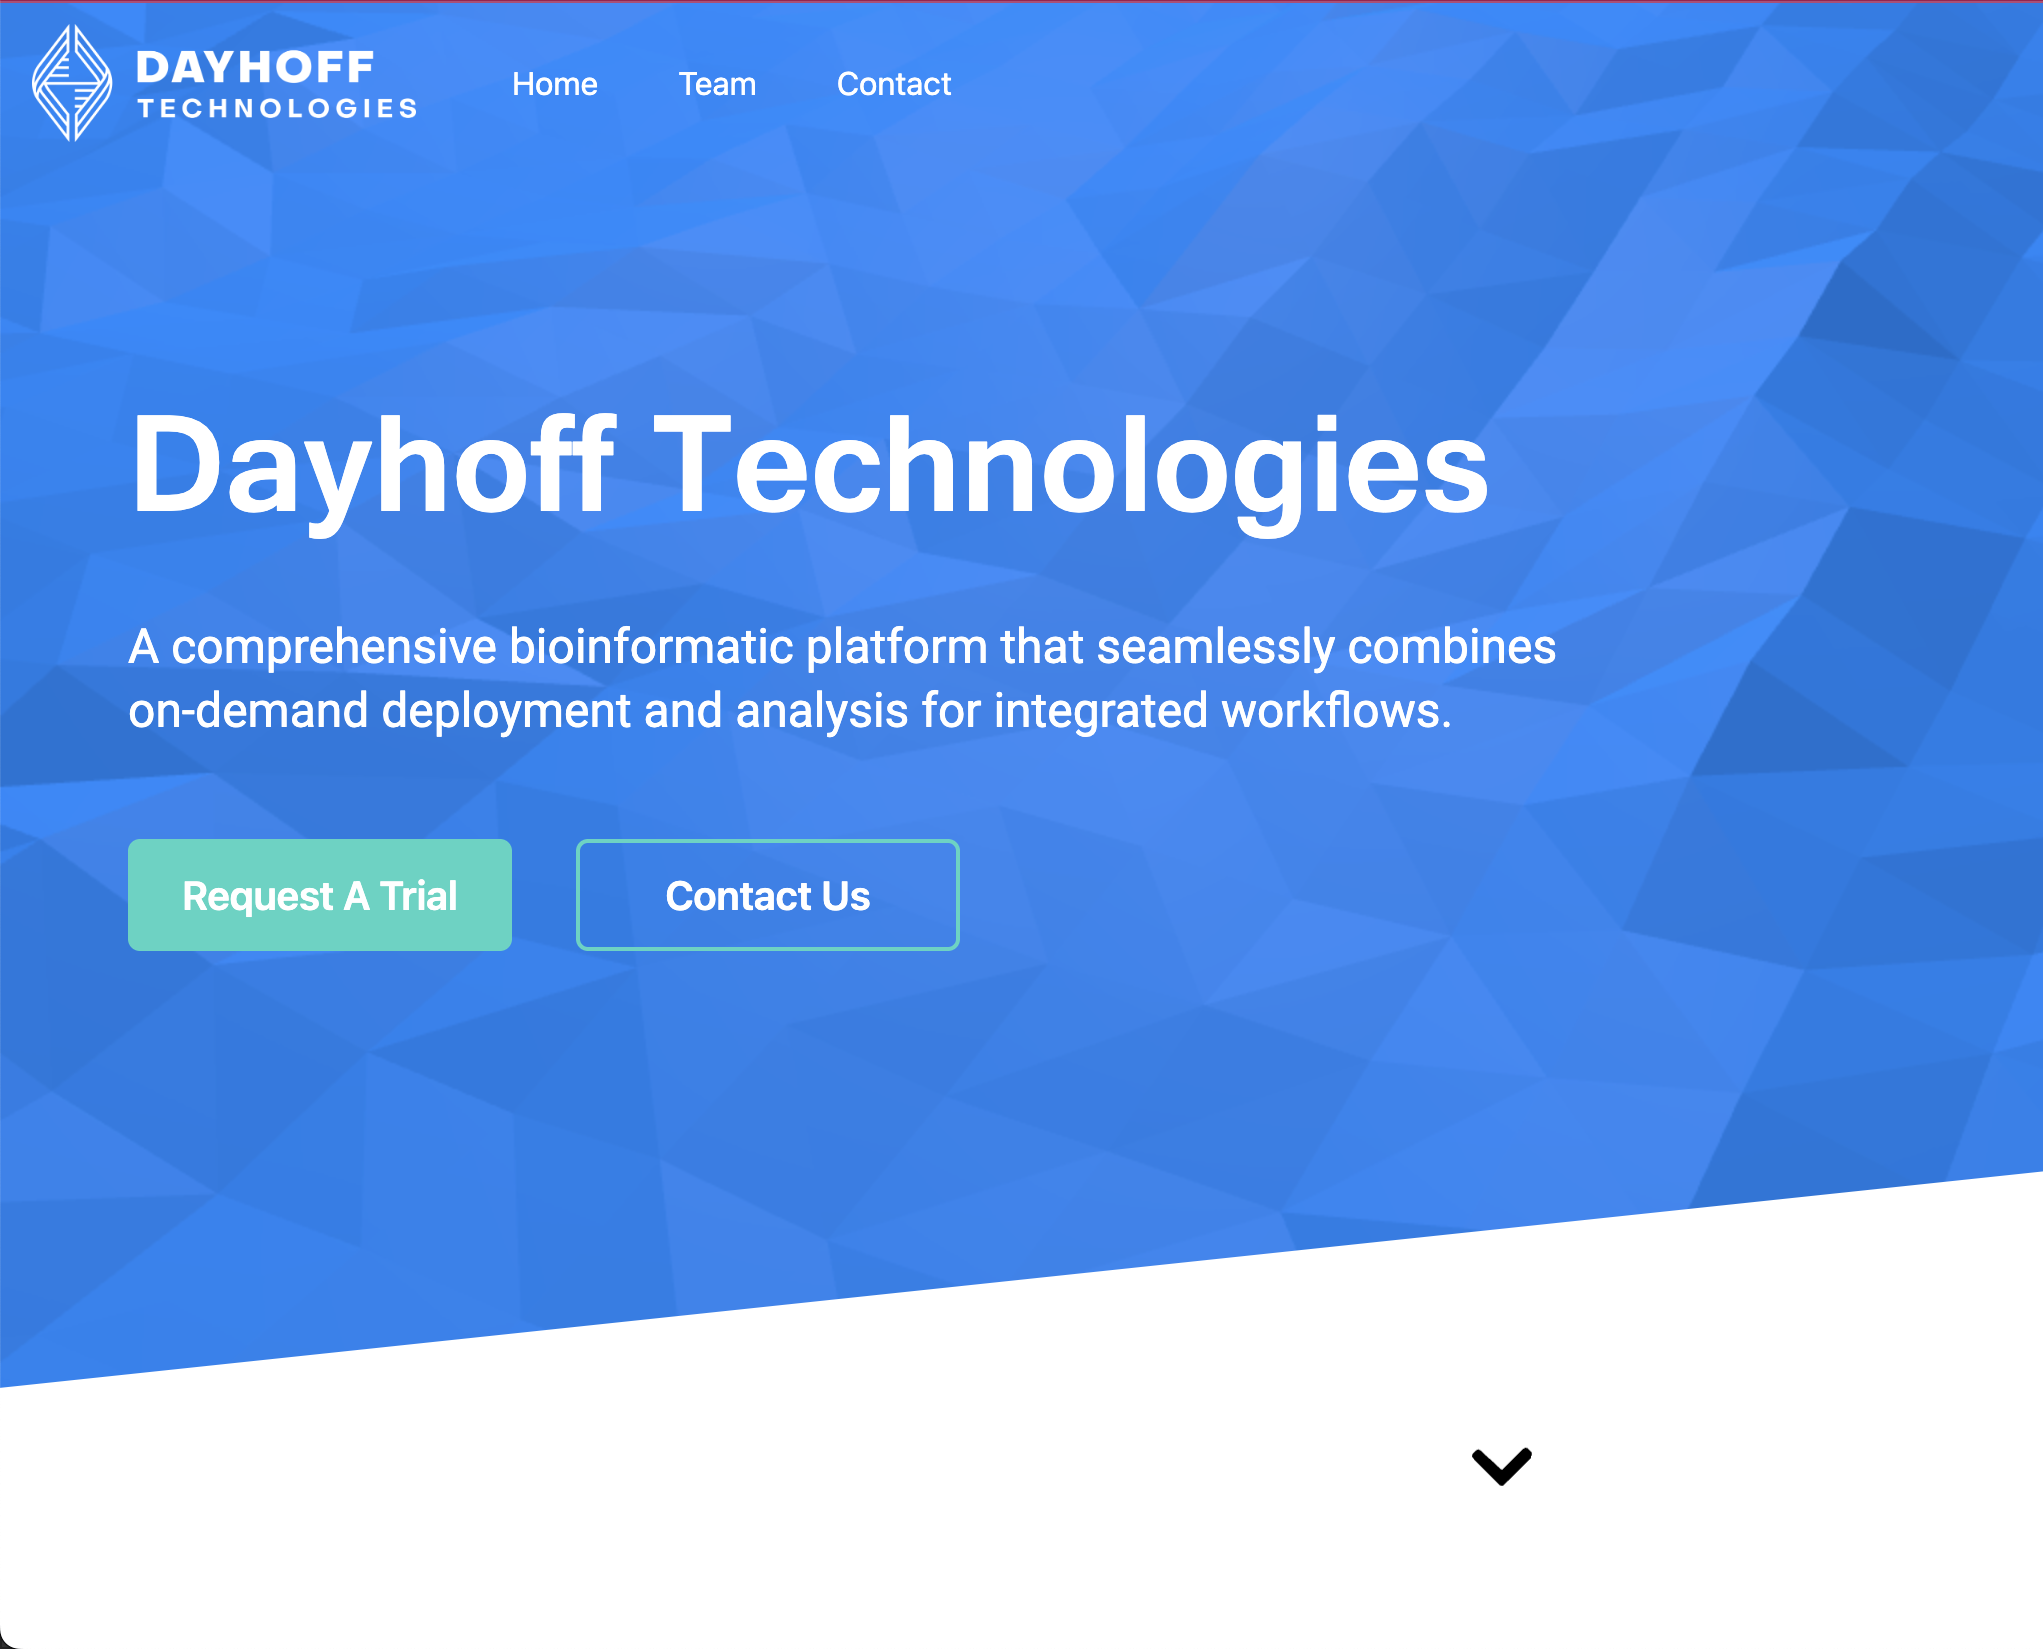 DAYHOFF
TECHNOLOGIES
Home Team Contact
Dayhoff Technologies
A comprehensive bioinformatic platform that seamlessly combines
on-demand deployment and analysis for integrated workflows.
Request A Trial
Contact Us